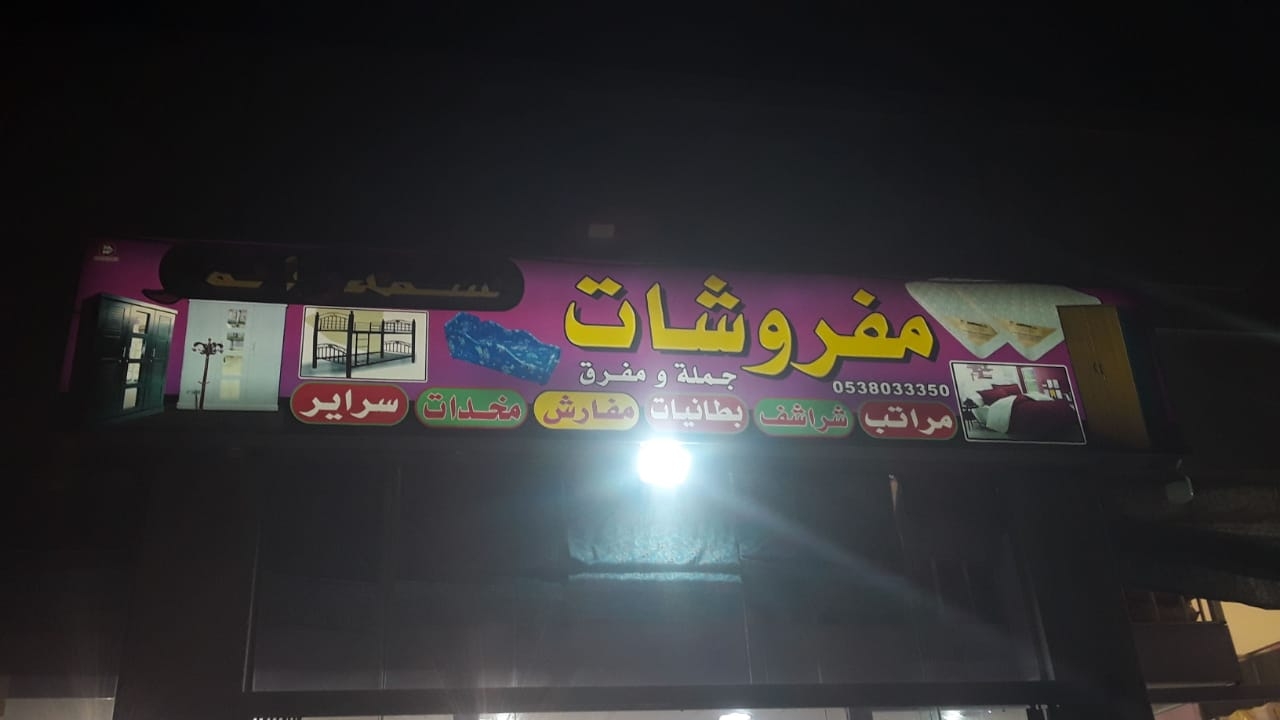 مفروشات
جملة و مفرق
0538033350
مراتب شراشف بطانيات مفارش مخدات سراير